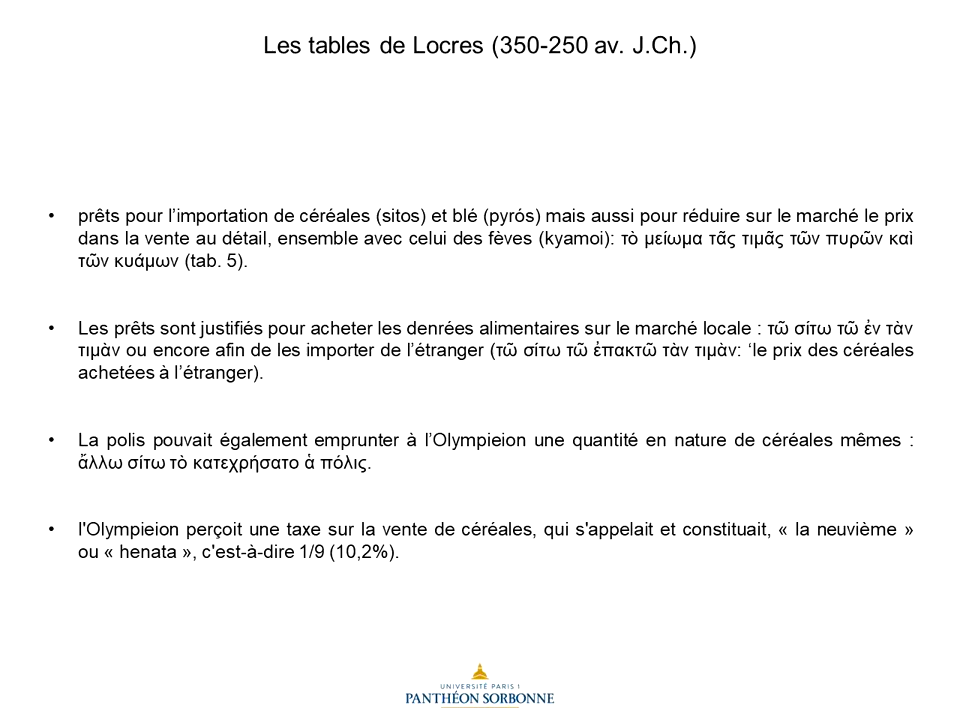 Les tables de Locres (350-250 av. J.Ch.)
• prêts pour l’importation de céréales (sitos) et blé (pyrós) mais aussi pour réduire sur le marché le prix
dans la vente au détail, ensemble avec celui des fèves (kyamoi): τὸ μείωμα τᾶς τιμᾶς τῶν πυρῶν καὶ
τῶν κυάμων (tab. 5).
• Les prêts sont justifiés pour acheter les denrées alimentaires sur le marché locale : τῶ σίτω τῶ ἐν τὰν
τιμὰν ou encore afin de les importer de l’étranger (τῶ σίτω τῶ ἐπακτῶ τὰν τιμὰν: ‘le prix des céréales
achetées à l’étranger).
• La polis pouvait également emprunter à l’Olympieion une quantité en nature de céréales mêmes :
ἄλλω σίτω τὸ κατεχρήσατο ἁ πόλις.
• l'Olympieion perçoit une taxe sur la vente de céréales, qui s'appelait et constituait, « la neuvième »
ou « henata », c'est-à-dire 1/9 (10,2%).
UNIVERSITÉ PARIS 1
PANTHÉON SORBONNE